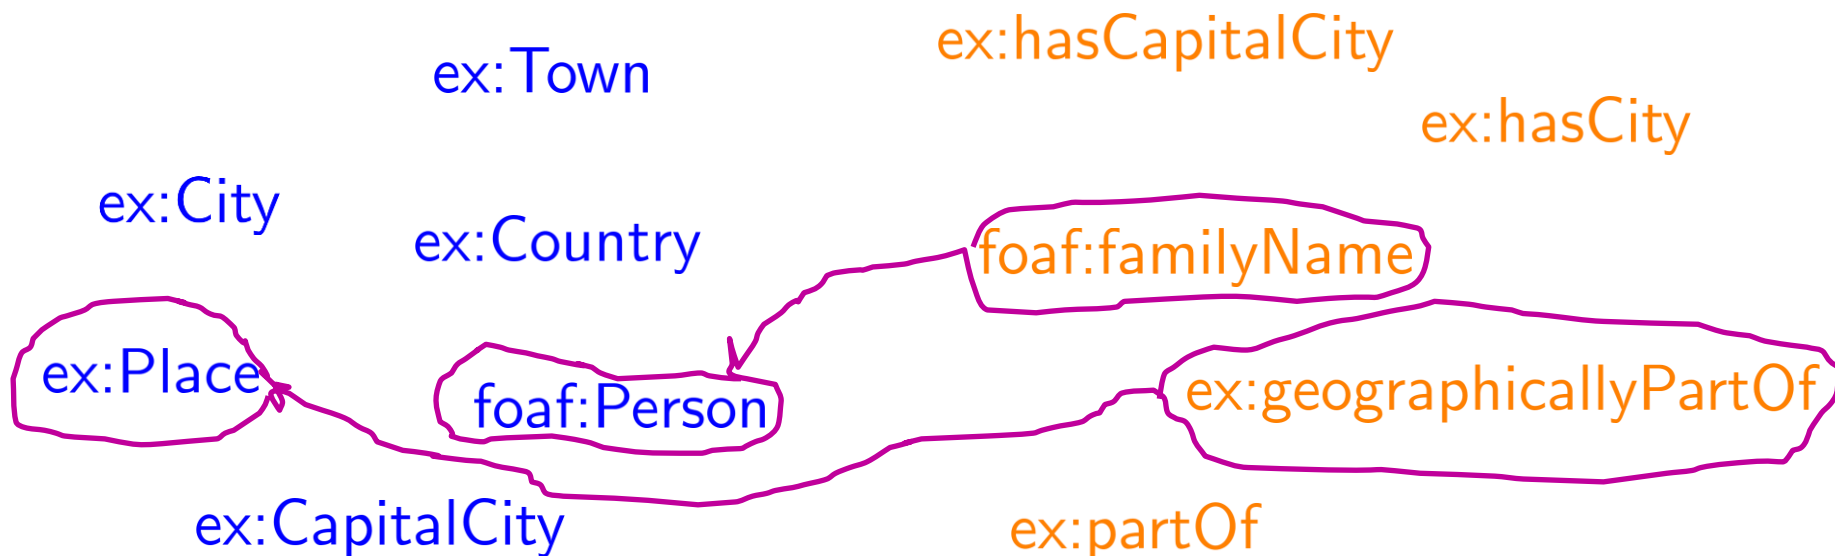 ex:hasCapitalCity
ex:Town
ex:hasCity
ex:City
ex:Country
foaf:familyName
ex:Place
foaf:Person
ex:geographicallyPartOf
ex:CapitalCity
ex:partOf